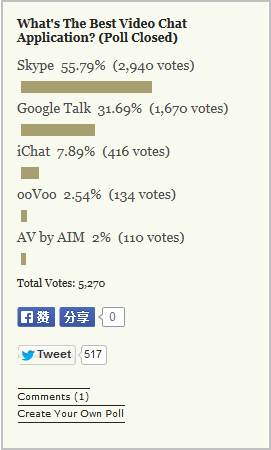 What's The Best Video Chat
Application? (Poll Closed)
Skype 55.79% (2,940 votes)
Google Talk 31.69% (1,670 votes)
iChat 7.89% (416 votes)
ooVoo 2.54% (134 votes)
AV by AIM 2% (110 votes)
Total Votes: 5,270
f 赞 分享 0
Tweet 517
Comments (1)
Create Your Own Poll